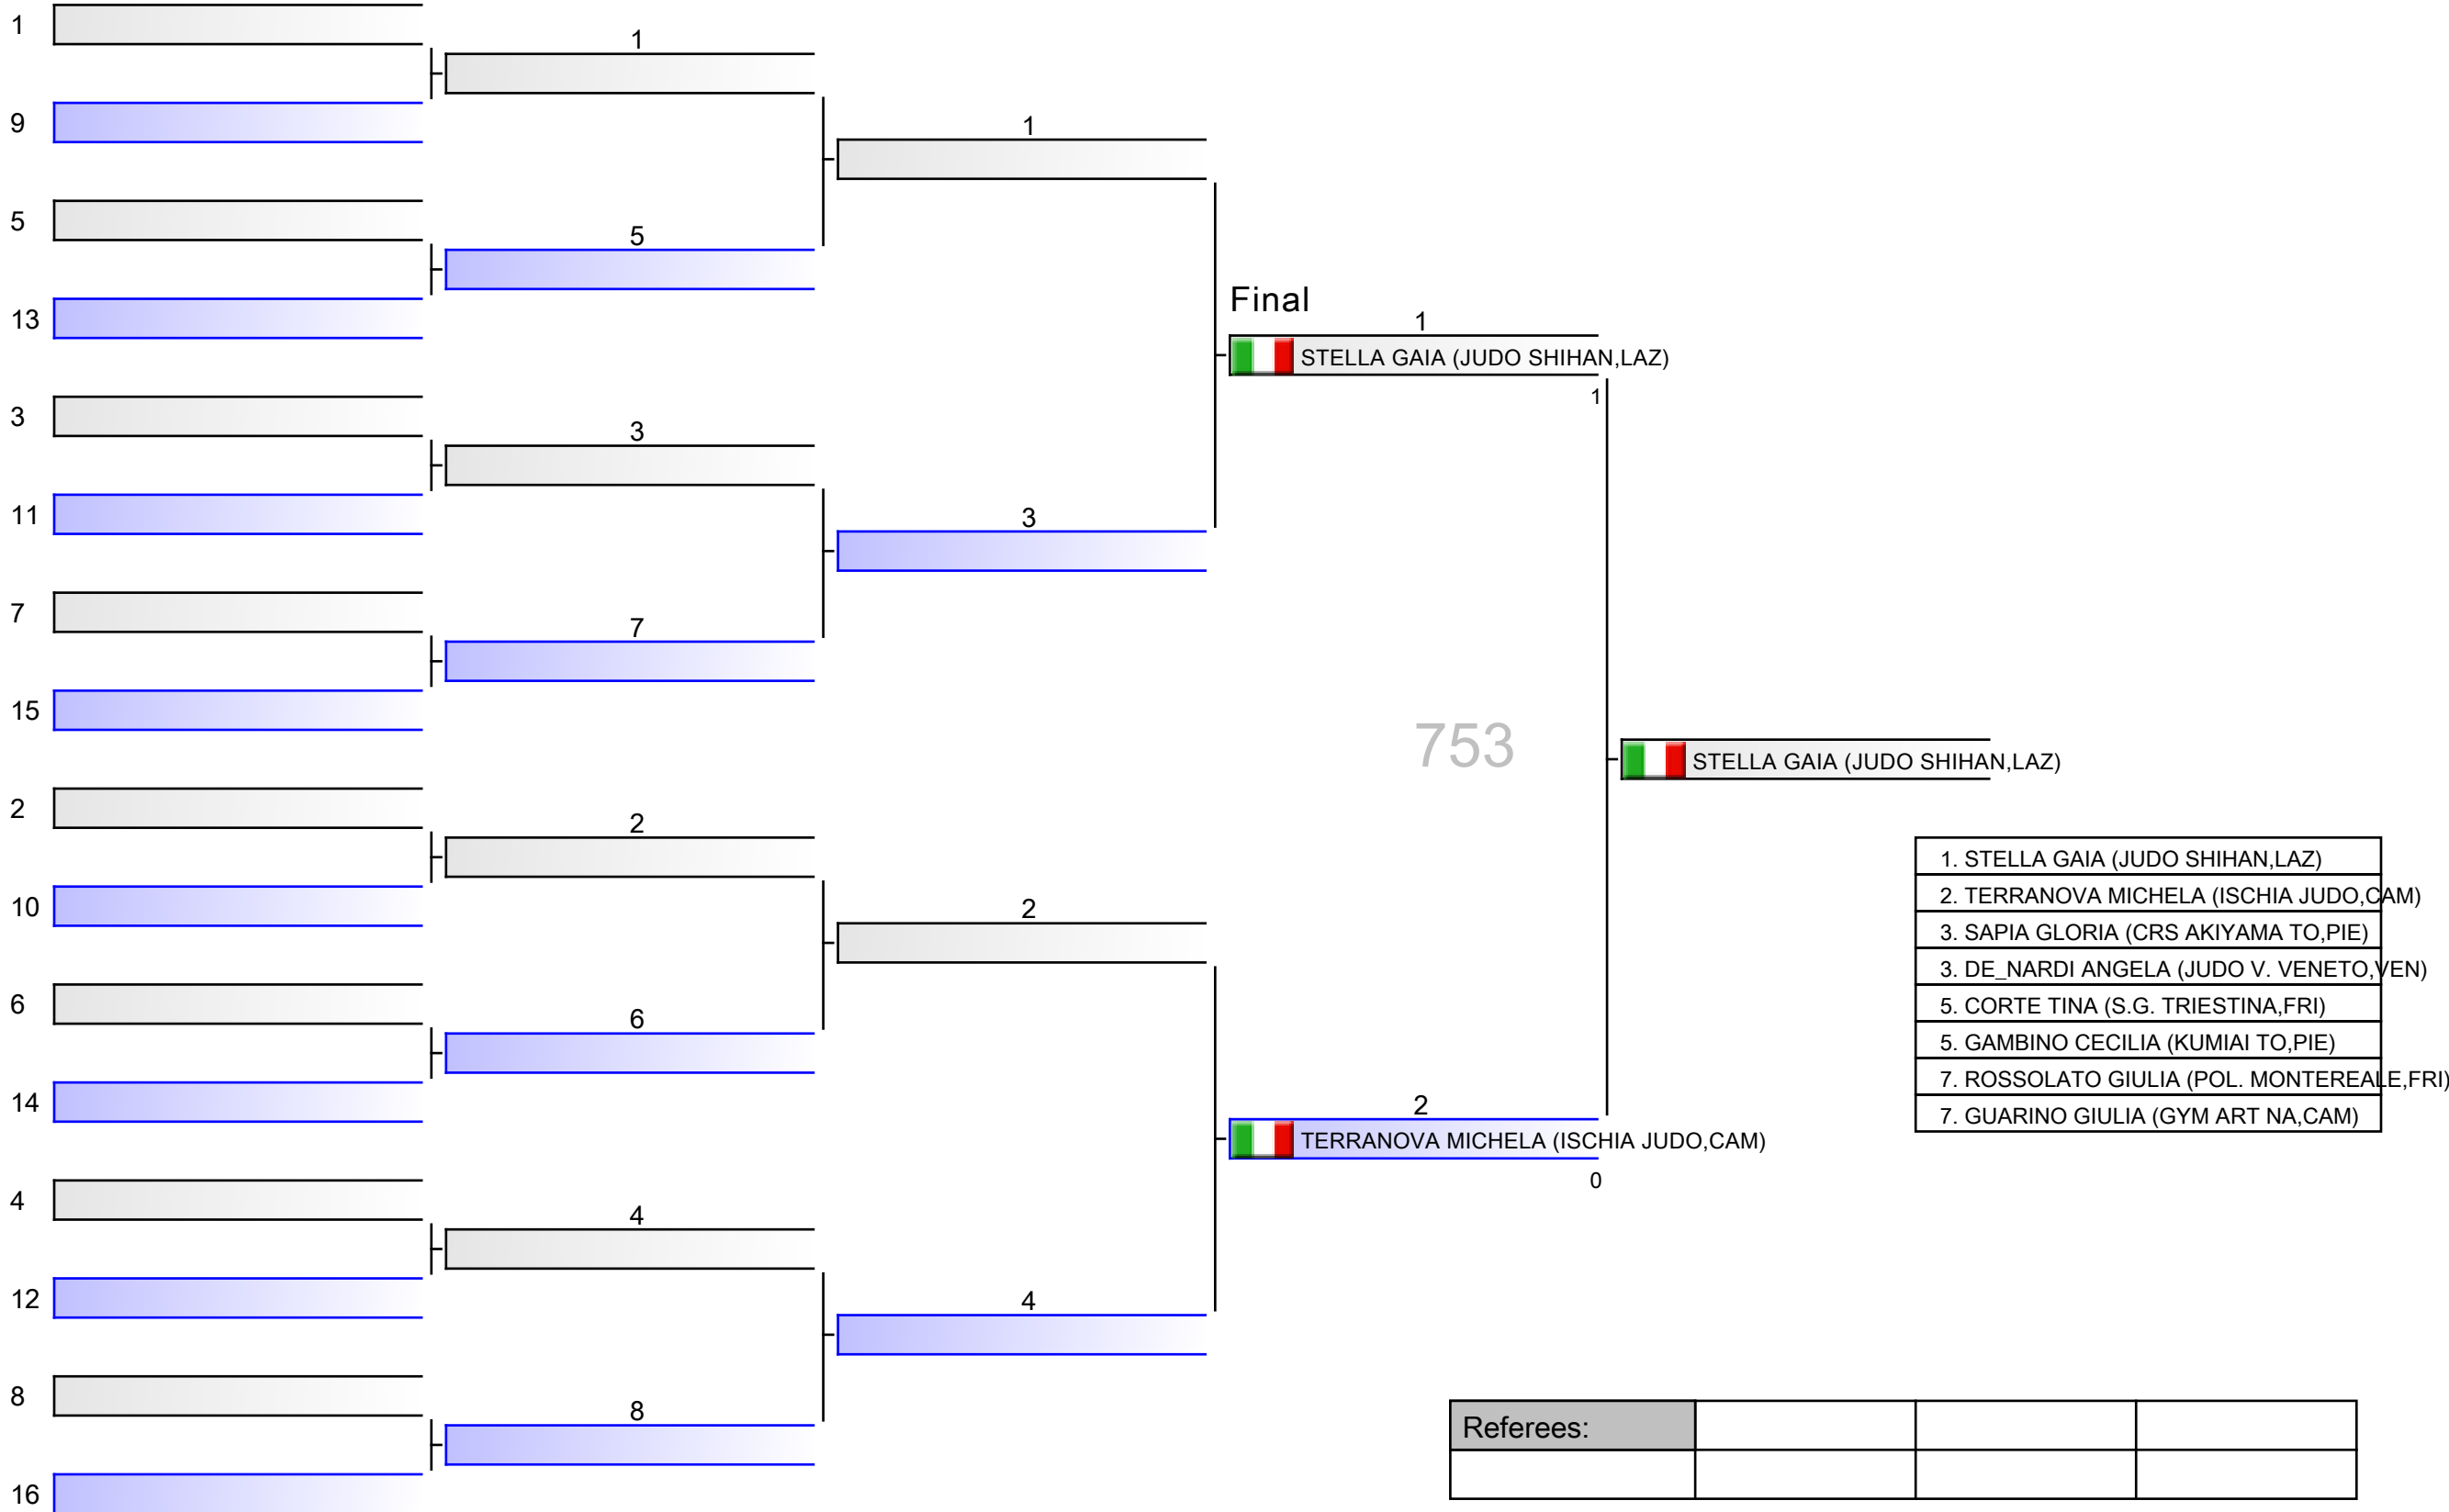 1
1
9
1
5
5
13
Final
1
STELLA GAIA (JUDO SHIHAN,LAZ)
1
3
3
11
3
7
7
15
753
STELLA GAIA (JUDO SHIHAN,LAZ)
2
2
10
2
6
6
14
2
TERRANOVA MICHELA (ISCHIA JUDO,CAM)
0
4
4
12
4
8
8
16
1. STELLA GAIA (JUDO SHIHAN,LAZ)
2. TERRANOVA MICHELA (ISCHIA JUDO,CAM)
3. SAPIA GLORIA (CRS AKIYAMA TO,PIE)
3. DE_NARDI ANGELA (JUDO V. VENETO,VEN)
5. CORTE TINA (S.G. TRIESTINA,FRI)
5. GAMBINO CECILIA (KUMIAI TO,PIE)
7. ROSSOLATO GIULIA (POL. MONTEREALE,FRI)
7. GUARINO GIULIA (GYM ART NA,CAM)
Referees: